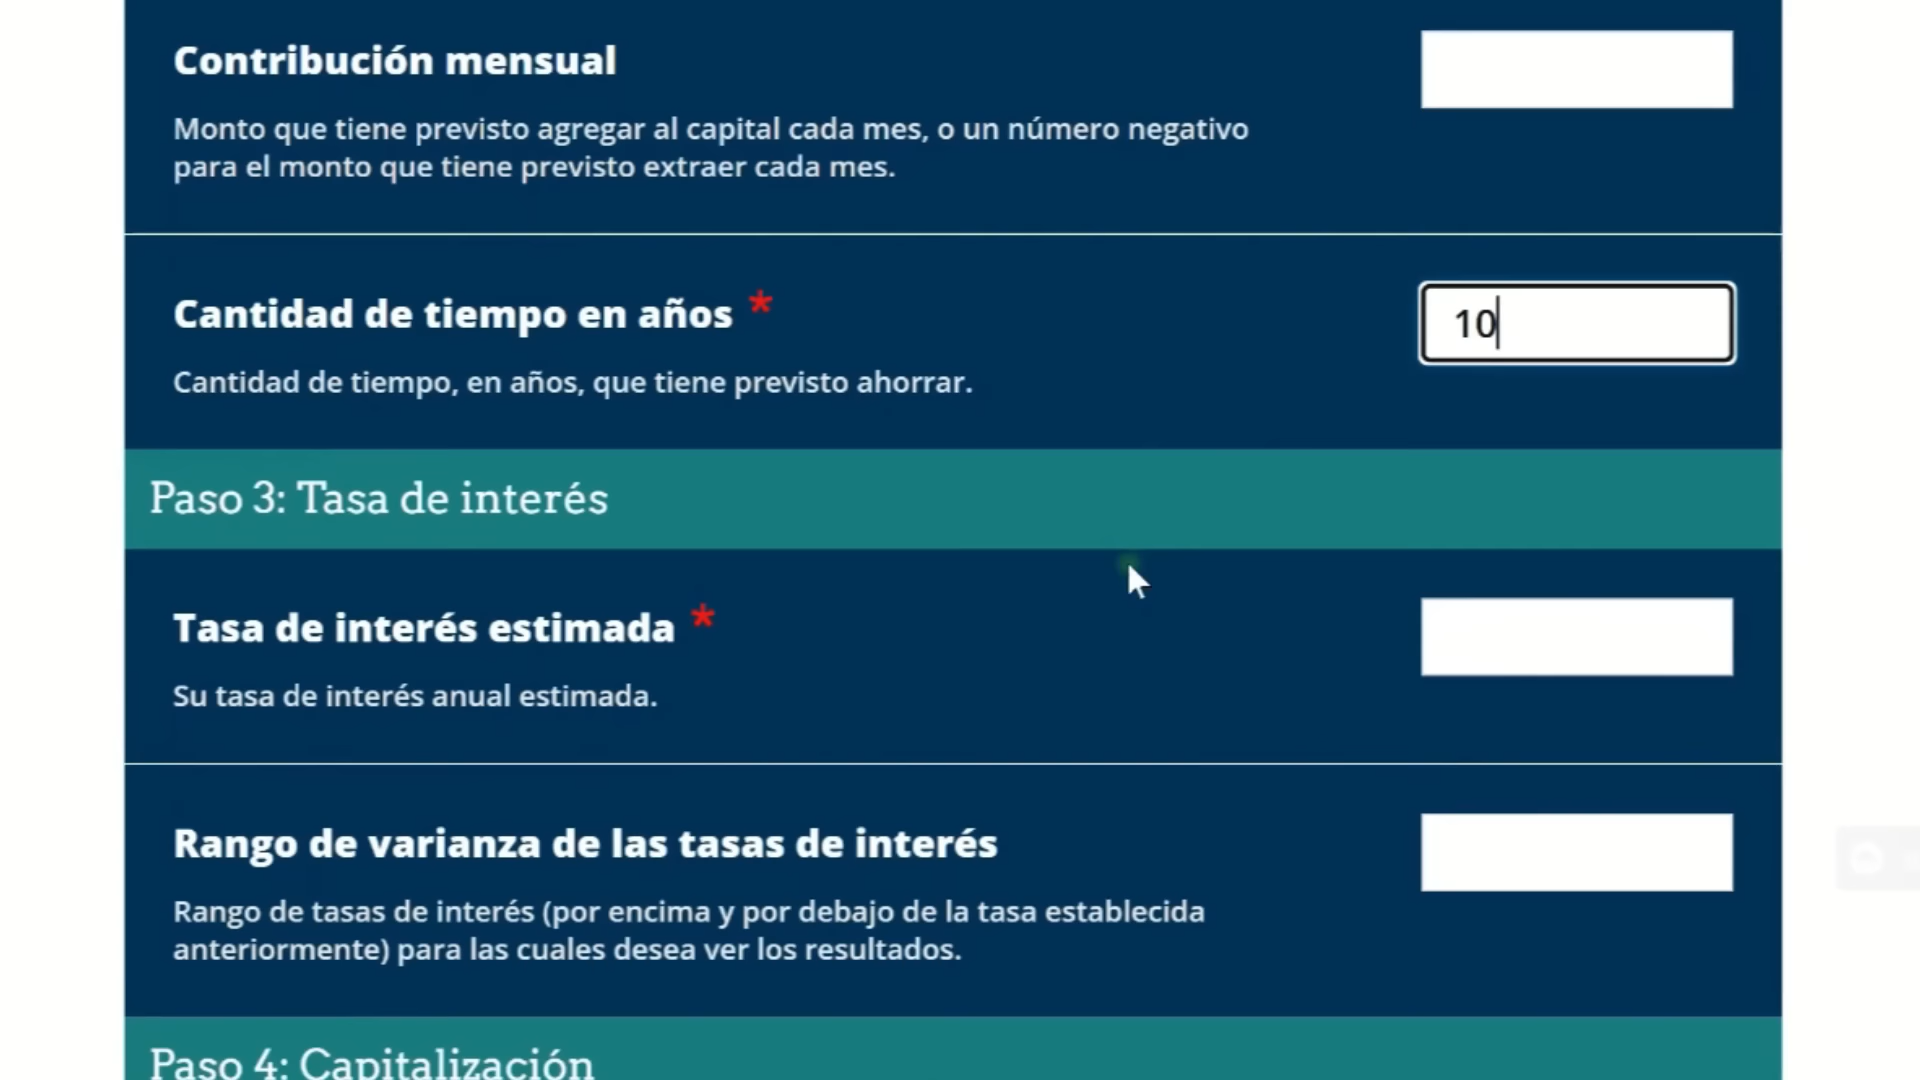 Contribución mensual
Monto que tiene previsto agregar al capital cada mes, o un número negativo
para el monto que tiene previsto extraer cada mes.
Cantidad de tiempo en años *
10
Cantidad de tiempo, en años, que tiene previsto ahorrar.
Paso 3: Tasa de interés
Tasa de interés estimada *
Su tasa de interés anual estimada.
Rango de varianza de las tasas de interés
Rango de tasas de interés (por encima y por debajo de la tasa establecida
anteriormente) para las cuales desea ver los resultados.
Paso 4: Capitalización